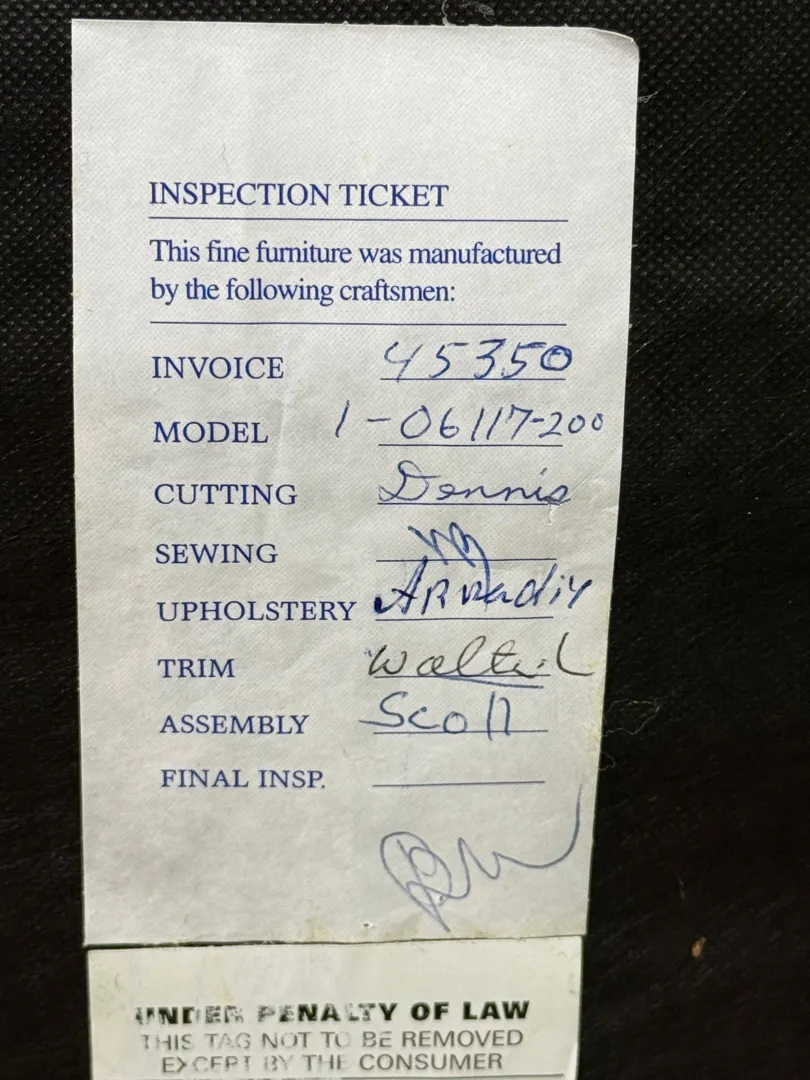 INSPECTION TICKET
This fine furniture was manufactured
by the following craftsmen:
INVOICE 45350
MODEL 1-06117-200
CUTTING Dennis
SEWING
UPHOLSTERY
TRIM
ASSEMBLY Scott
FINAL INSP.
UNDER PENALTY OF LAW
THIS TAG NOT TO BE REMOVED
EXCEPT BY THE CONSUMER